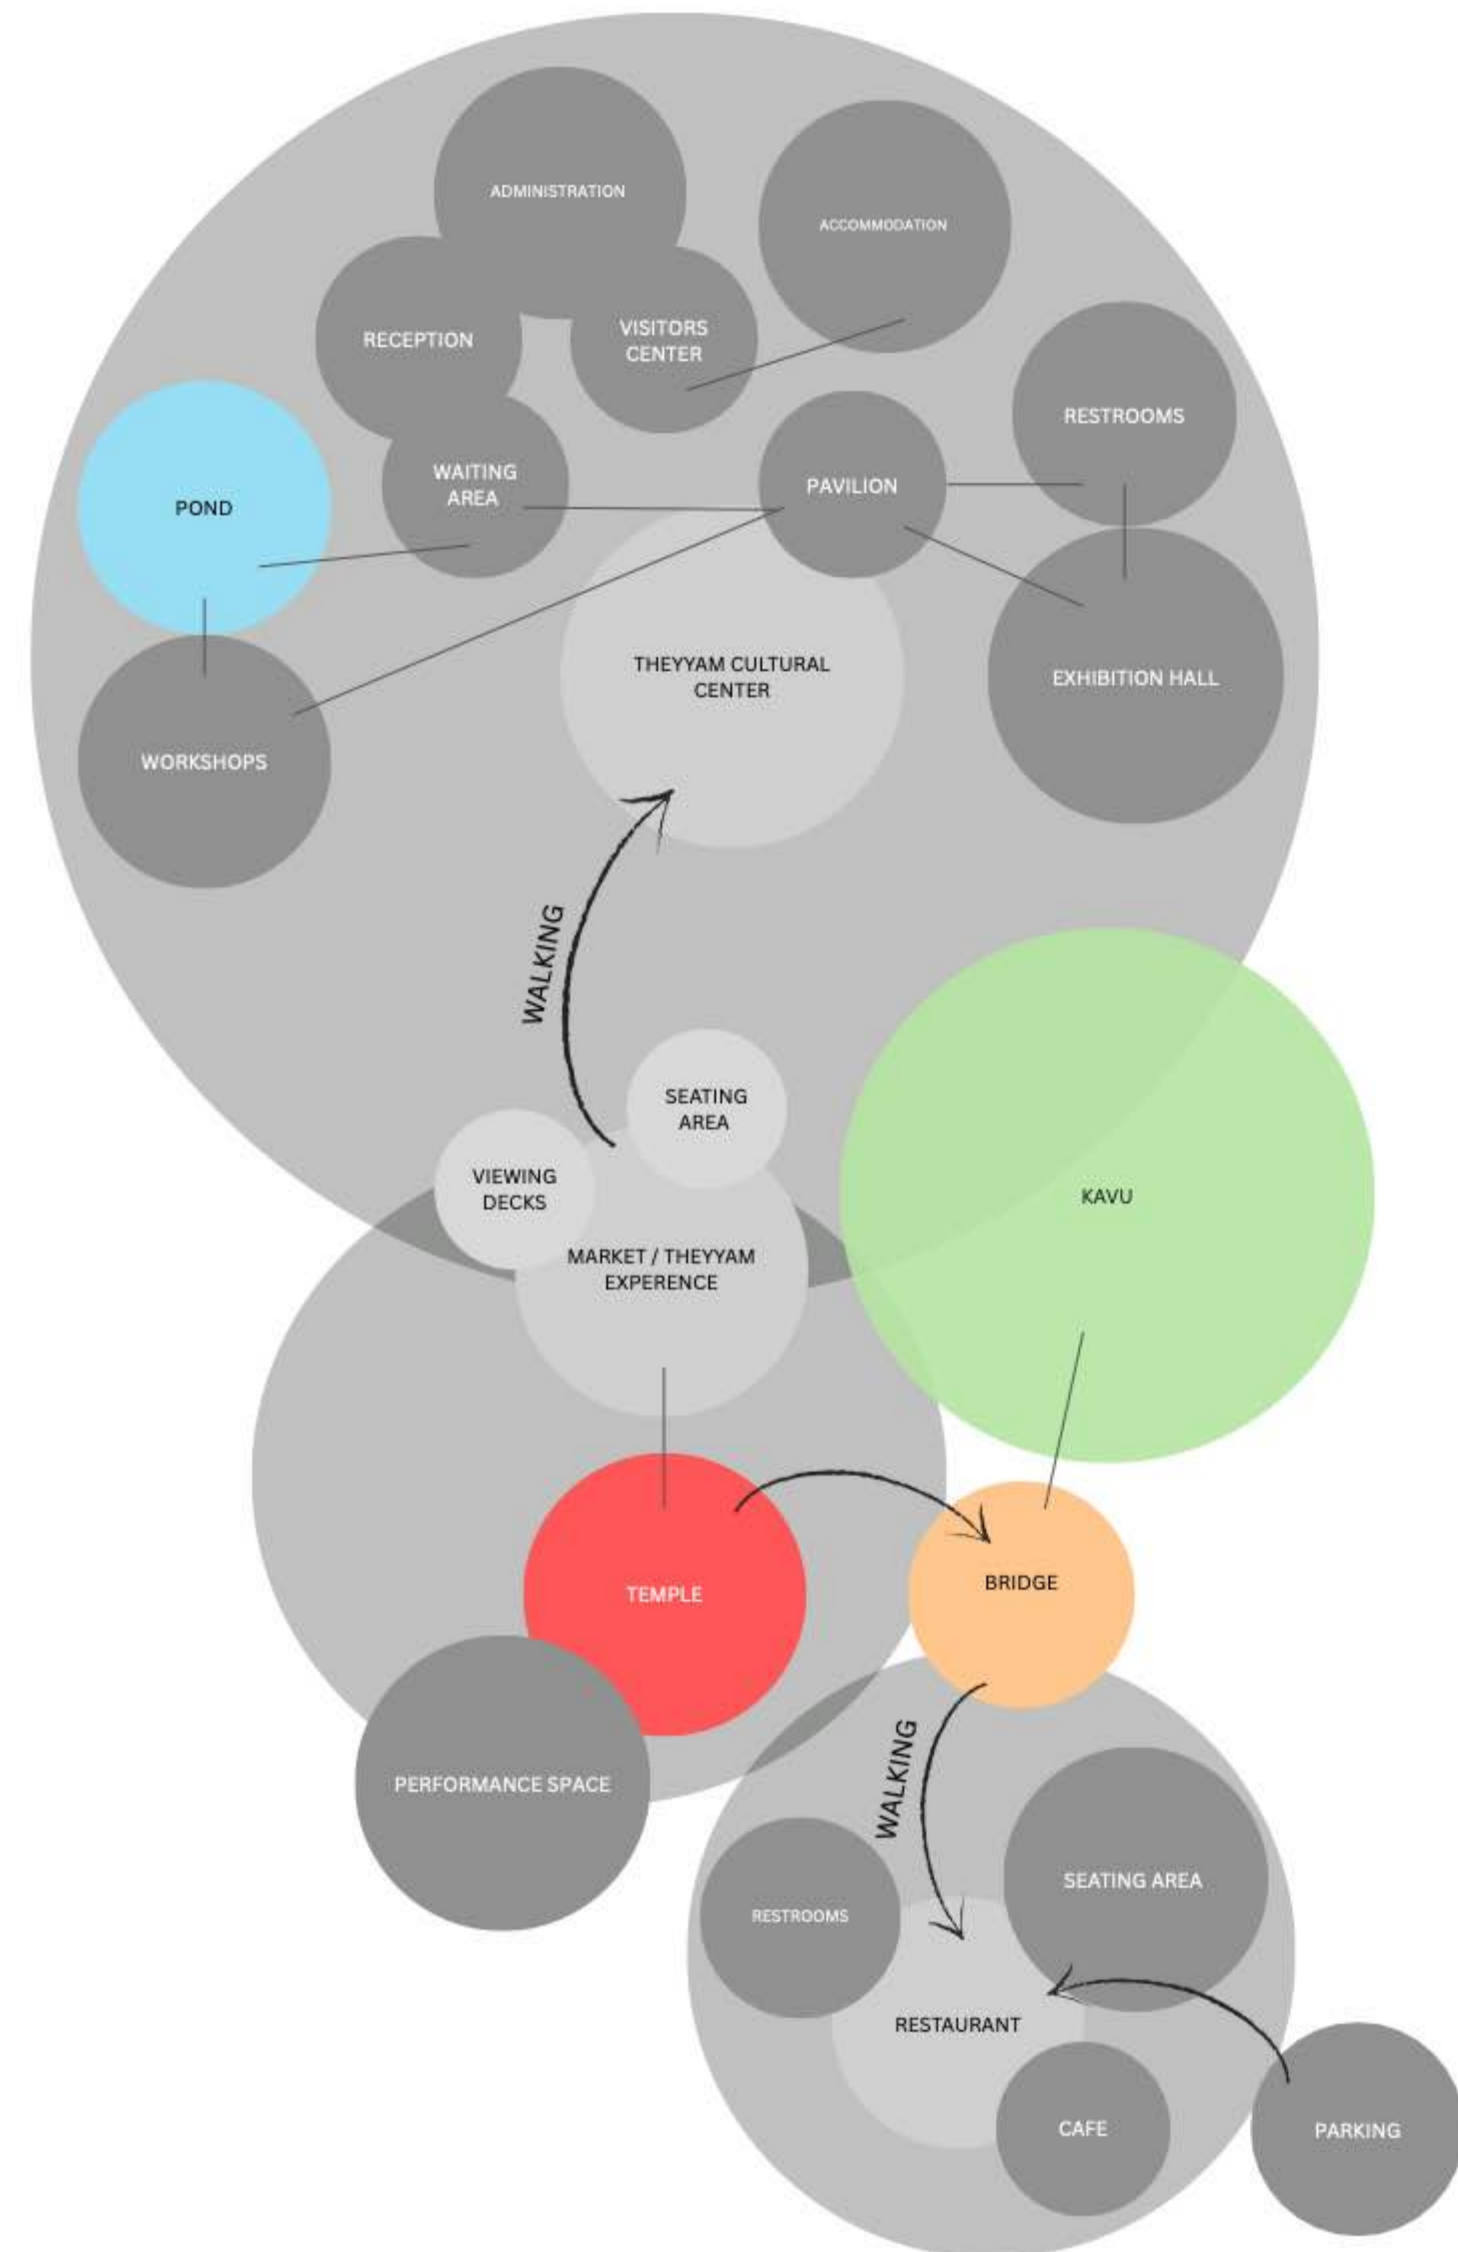 ADMINISTRATION
ACCOMMODATION
RECEPTION
VISITORS
CENTER
RESTROOMS
WAITING
AREA
PAVILION
POND
THEYYAM CULTURAL
CENTER
EXHIBITION HALL
WORKSHOPS
WALKING
SEATING
AREA
VIEWING
DECKS
KAVU
MARKET / THEYYAM
EXPERENCE
TEMPLE
BRIDGE
PERFORMANCE SPACE
WALKING
SEATING AREA
RESTROOMS
RESTAURANT
CAFE
PARKING